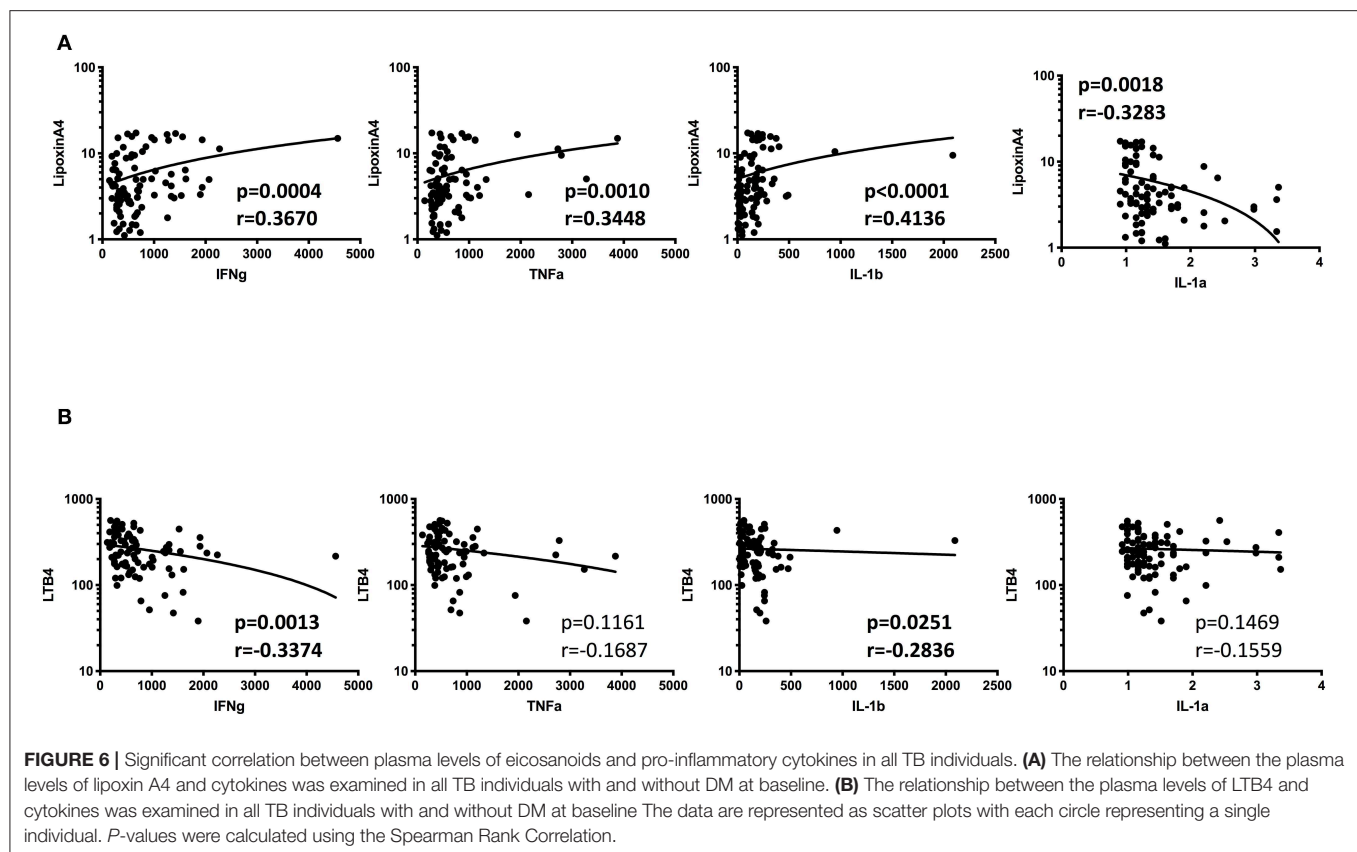 A
100
10
1
LipoxinA4
0 1000 2000 3000 4000 5000
IFNg
p=0.0004
r=0.3670
100
10
1
LipoxinA4
0 1000 2000 3000 4000 5000
TNFa
p=0.0010
r=0.3448
100
10
1
LipoxinA4
0 500 1000 1500 2000 2500
IL-1b
p<0.0001
r=0.4136
100
10
1
LipoxinA4
0 1 2 3 4
IL-1a
p=0.0018
r=-0.3283
B
1000
100
10
LTB4
0 1000 2000 3000 4000 5000
IFNg
p=0.0013
r=-0.3374
1000
100
10
LTB4
0 1000 2000 3000 4000 5000
TNFa
p=0.1161
r=-0.1687
1000
100
10
LTB4
0 500 1000 1500 2000 2500
IL-1b
p=0.0251
r=-0.2836
1000
100
10
LTB4
0 1 2 3 4
IL-1a
p=0.1469
r=-0.1559
FIGURE 6 | Significant correlation between plasma levels of eicosanoids and pro-inflammatory cytokines in all TB individuals. (A) The relationship between the plasma
levels of lipoxin A4 and cytokines was examined in all TB individuals with and without DM at baseline. (B) The relationship between the plasma levels of LTB4 and
cytokines was examined in all TB individuals with and without DM at baseline The data are represented as scatter plots with each circle representing a single
individual. P-values were calculated using the Spearman Rank Correlation.